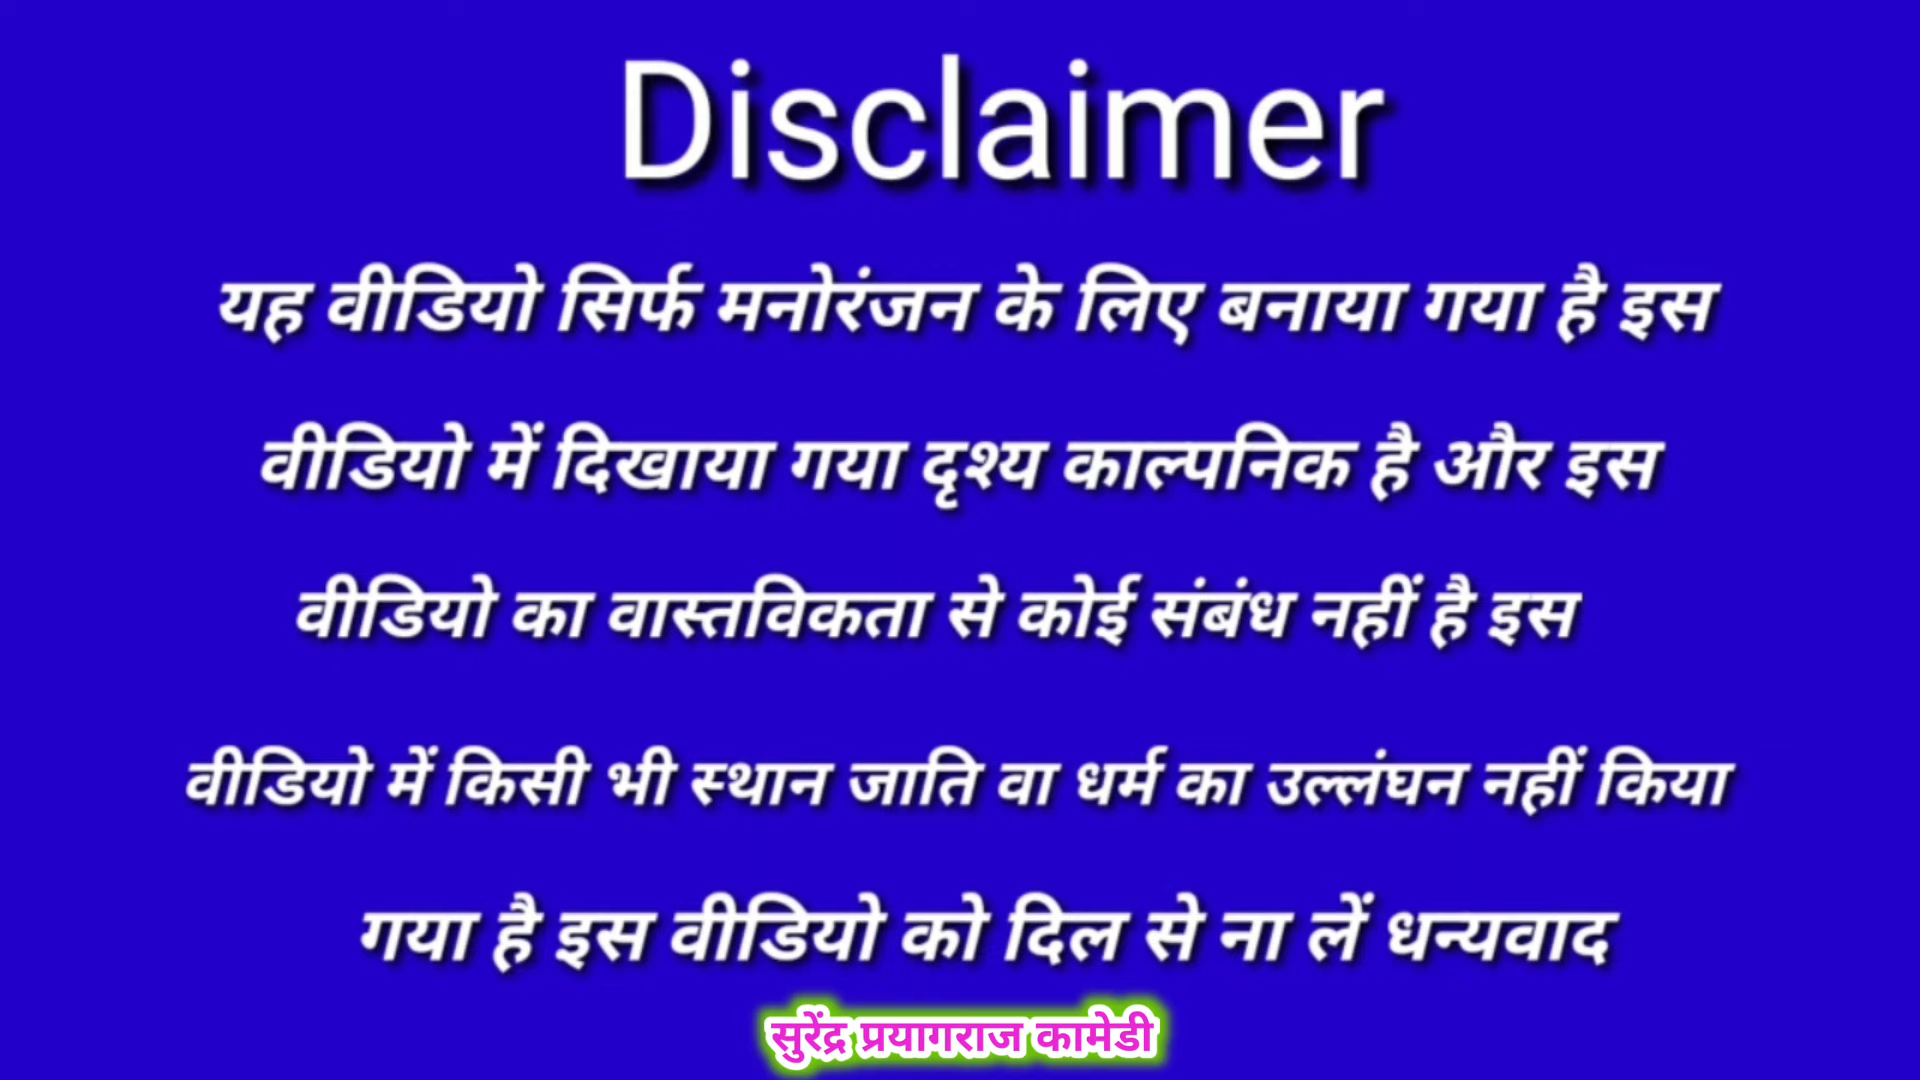 Disclaimer
यह वीडियो सिर्फ मनोरंजन के लिए बनाया गया है इस
वीडियो में दिखाया गया दृश्य काल्पनिक है और इस
वीडियो का वास्तविकता से कोई संबंध नहीं है इस
वीडियो में किसी भी स्थान जाति वा धर्म का उल्लंघन नहीं किया
गया है इस वीडियो को दिल से ना लें धन्यवाद
सुरेंद्र प्रयागराज कामेडी